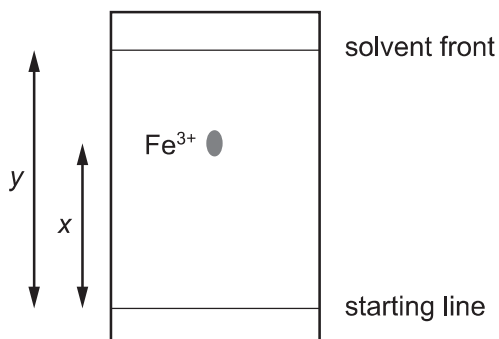 solvent front
Fe³⁺
y
x
starting line